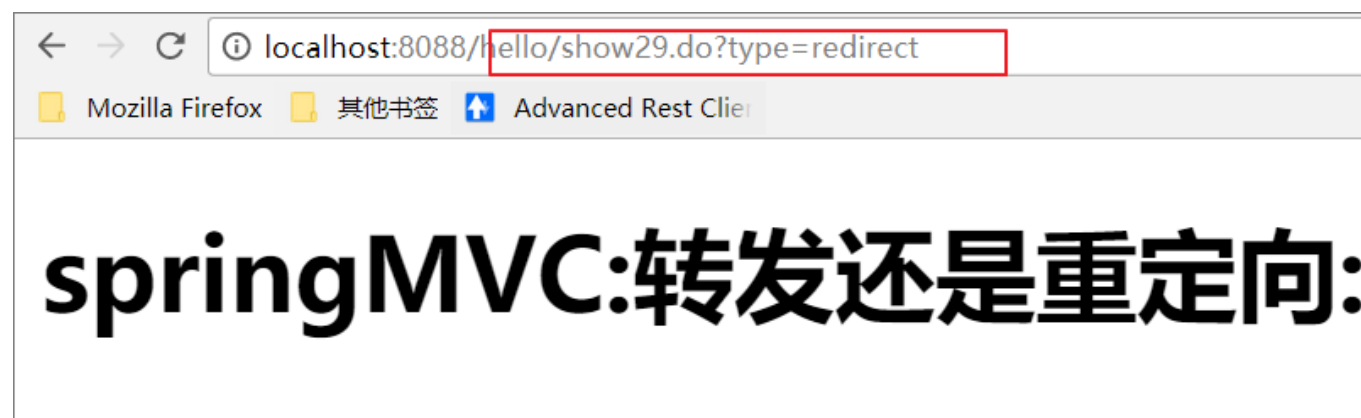 localhost:8088/hello/show29.do?type=redirect
Mozilla Firefox 其他书签 Advanced Rest Clie
springMVC:转发还是重定向: